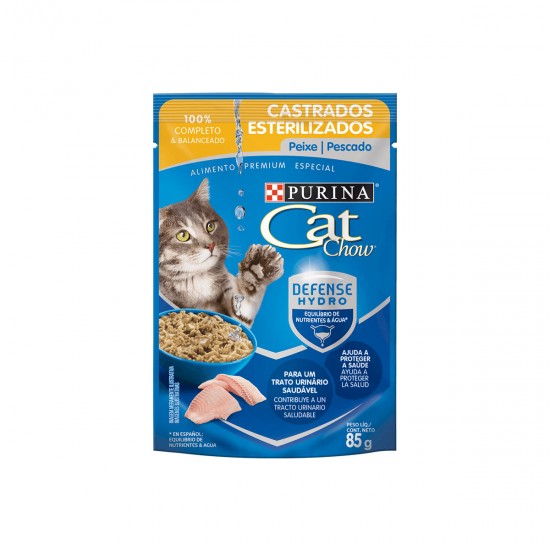 100%
COMPLETO
& BALANCEADO
CASTRADOS
ESTERILIZADOS
Peixe | Pescado
ALIMENTO PREMIUM ESPECIAL
PURINA
Cat
Chow
DEFENSE
HYDRO
EQUILÍBRIO DE
NUTRIENTES & ÁGUA*
AJUDA A
PROTEGER
A SAÚDE
AYUDA A
PROTEGER
LA SALUD
PARA UM
TRATO URINÁRIO
SAUDÁVEL
CONTRIBUYE A UN
TRACTO URINARIO
SALUDABLE
* EN ESPAÑOL:
EQUILIBRIO DE
NUTRIENTES & AGUA
PESO LÍQ./
CONT. NETO
85g